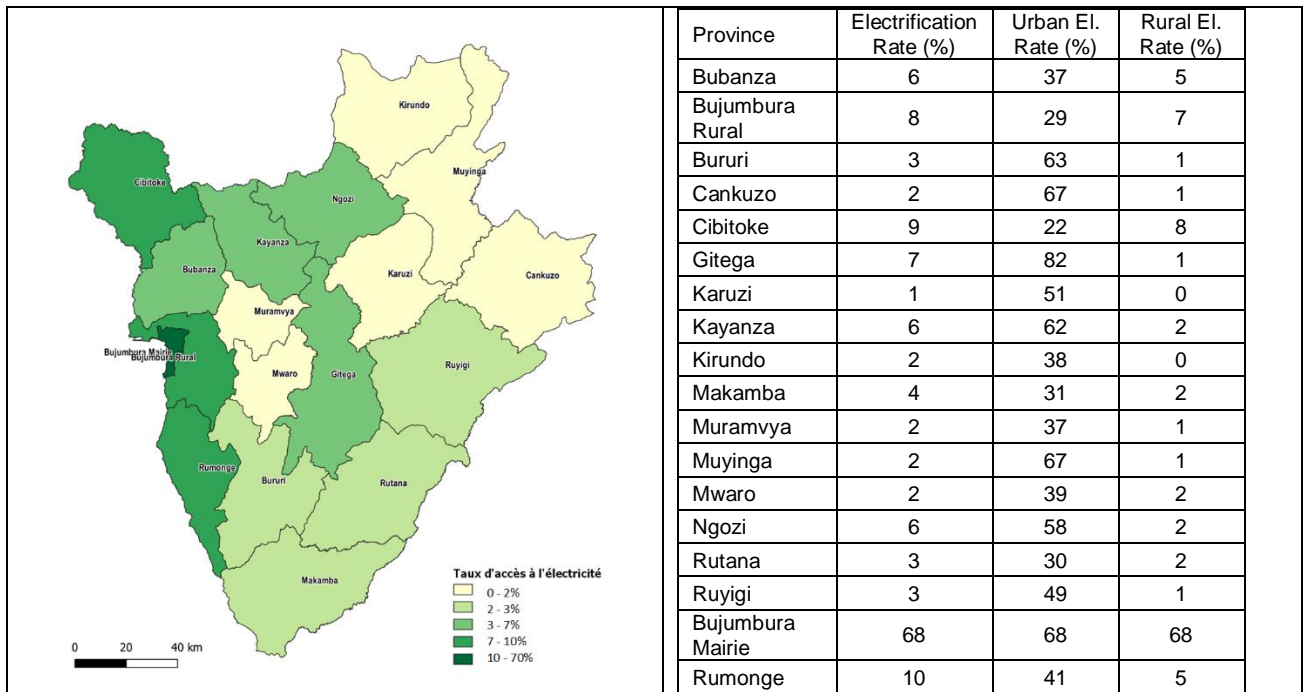 Kirundo
Muyinga
Cibitoke
Ngozi
Kayanza
Bubanza
Karuzi
Cankuzo
Muramvya
Bujumbura Mairie
Bujumbura Rural
Mwaro
Gitega
Ruyigi
Rumonge
Bururi
Rutana
Makamba
Taux d'accès à l'électricité
0 - 2%
2 - 3%
3 - 7%
7 - 10%
10 - 70%
0 20 40 km
Province Electrification Rate (%) Urban El. Rate (%) Rural El. Rate (%)
Bubanza 6 37 5
Bujumbura Rural 8 29 7
Bururi 3 63 1
Cankuzo 2 67 1
Cibitoke 9 22 8
Gitega 7 82 1
Karuzi 1 51 0
Kayanza 6 62 2
Kirundo 2 38 0
Makamba 4 31 2
Muramvya 2 37 1
Muyinga 2 67 1
Mwaro 2 39 2
Ngozi 6 58 2
Rutana 3 30 2
Ruyigi 3 49 1
Bujumbura Mairie 68 68 68
Rumonge 10 41 5